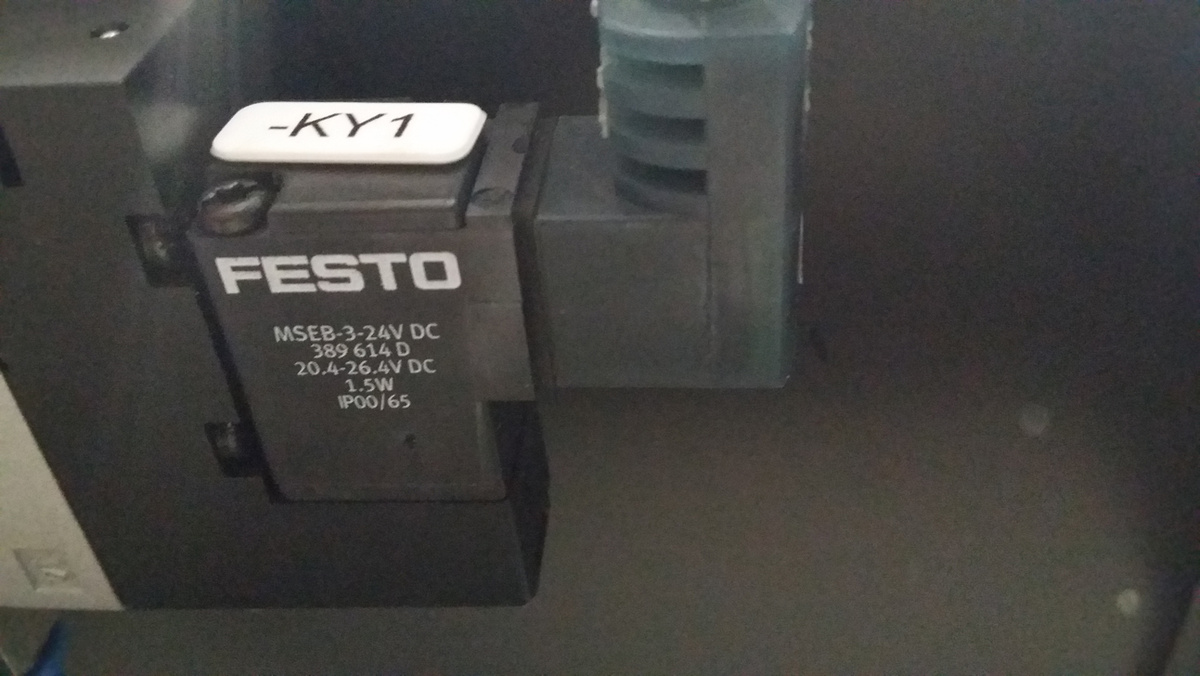 -KY1
FESTO
MSEB-3-24V DC
389 614 D
20.4-26.4V DC
1.5W
IP00/65